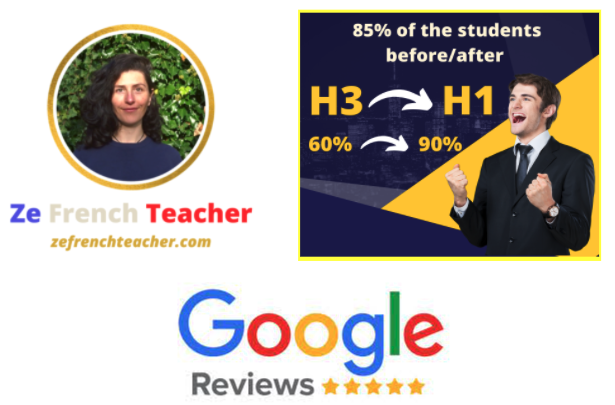 Ze French Teacher
zefrenchteacher.com
85% of the students
before/after
H3 H1
60% 90%
Google
Reviews